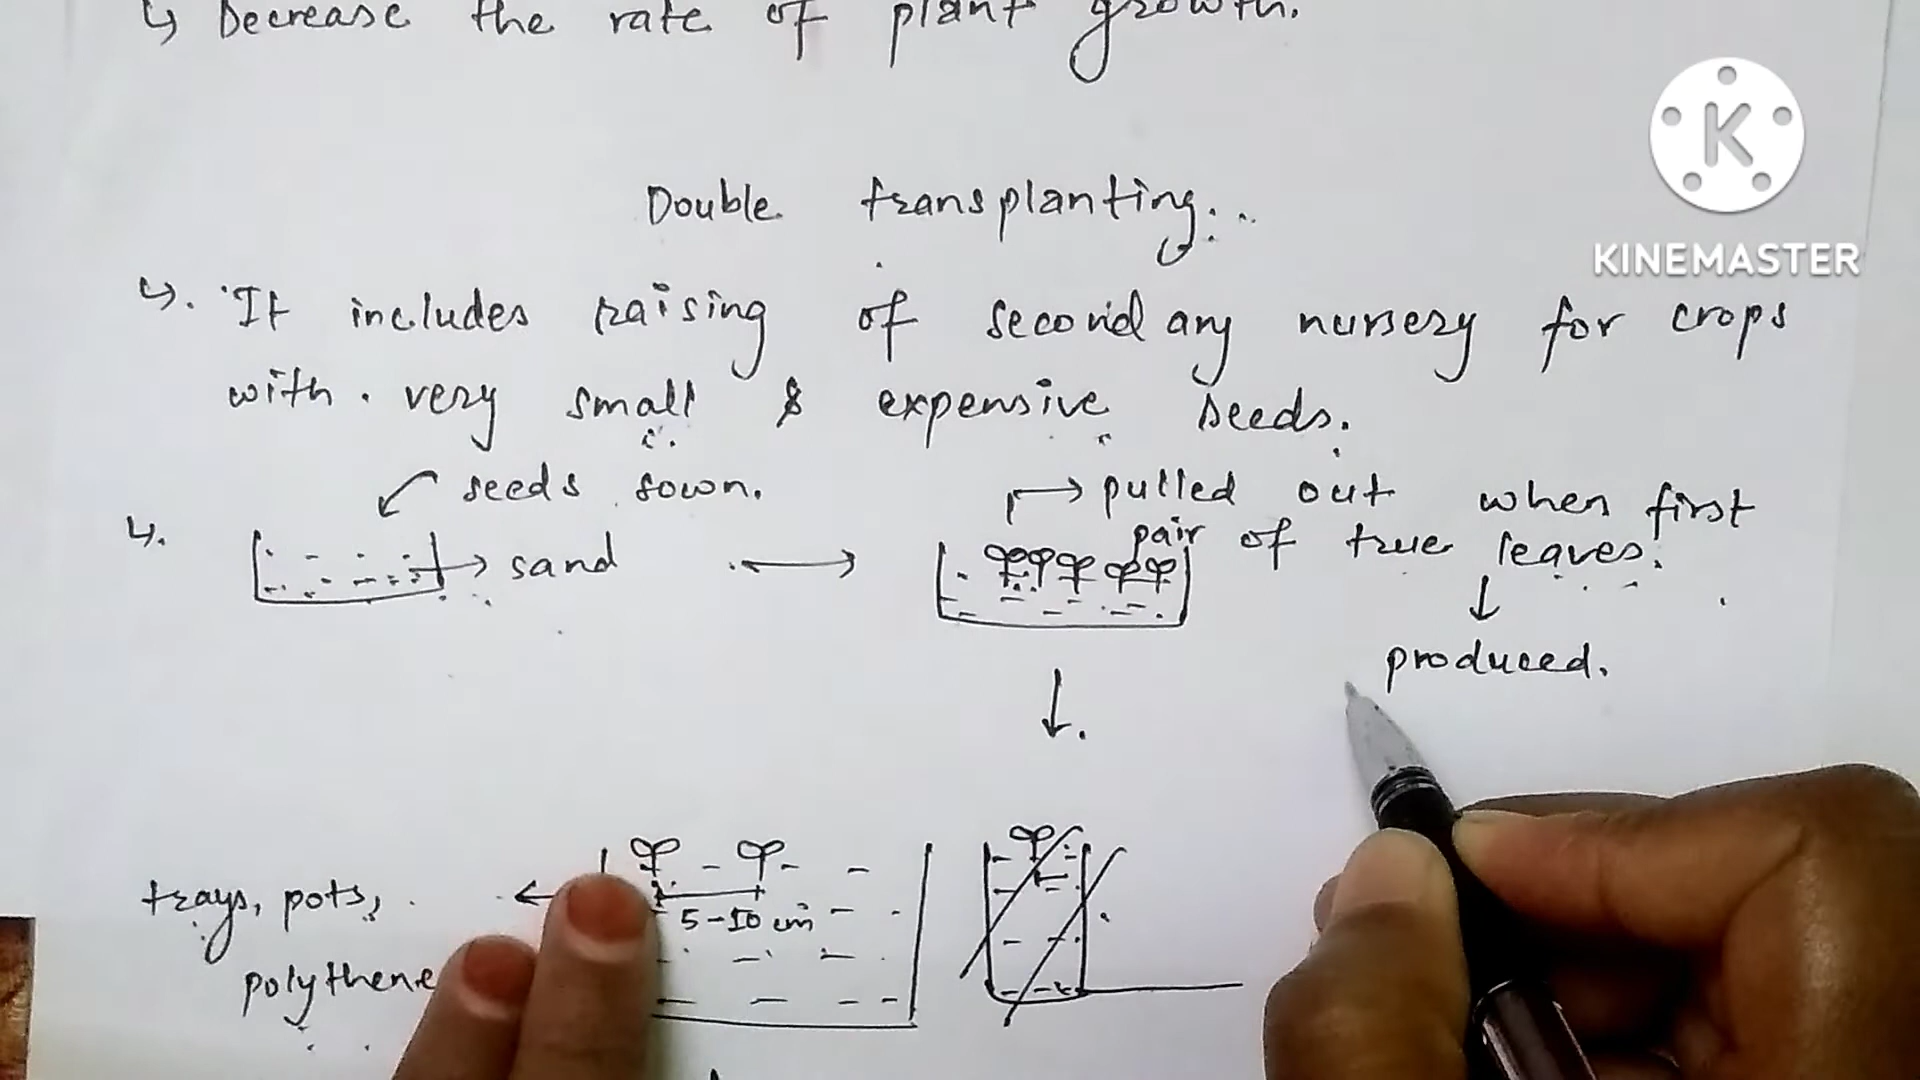 ↳ Decrease the rate of plant growth.
KINEMASTER
Double transplanting...
↳. It includes raising of secondary nursery for crops
with very small & expensive seeds.
seeds sown.
↳.
→ sand
pulled out when first
pair of true leaves.
produced.
trays, pots,
polythene
5-10 cm